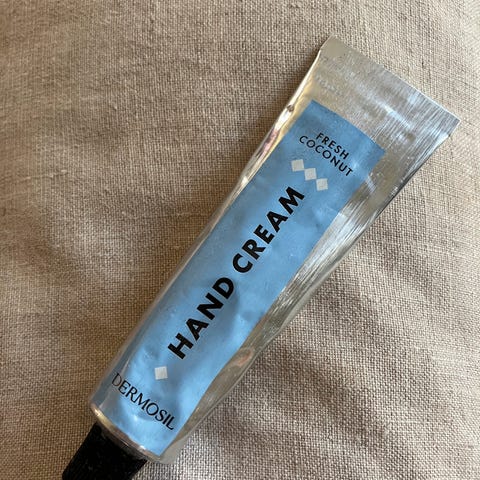 FRESH
COCONUT
HAND CREAM
DERMOSIL